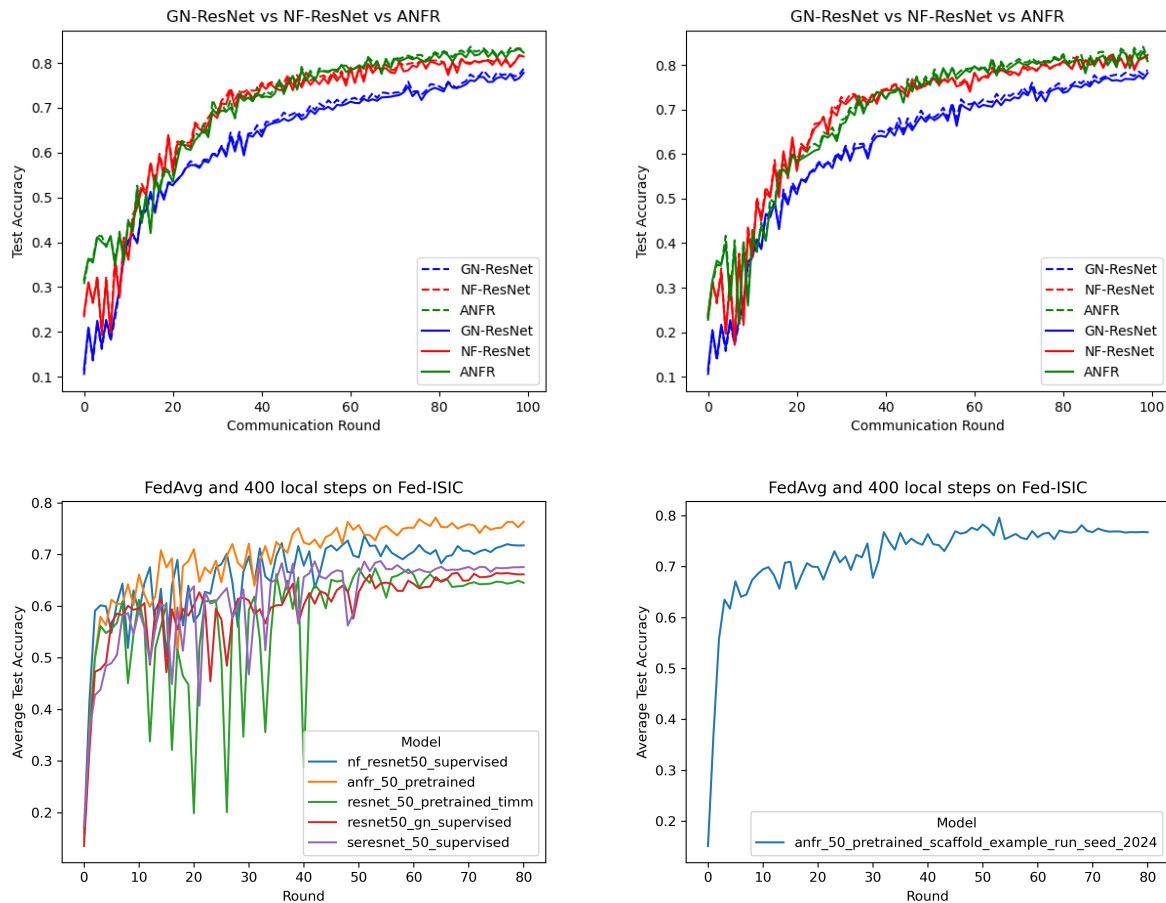 GN-ResNet vs NF-ResNet vs ANFR
Test Accuracy
0.8
0.7
0.6
0.5
0.4
0.3
0.2
0.1
GN-ResNet
NF-ResNet
ANFR
GN-ResNet
NF-ResNet
ANFR
0 20 40 60 80 100
Communication Round
GN-ResNet vs NF-ResNet vs ANFR
Test Accuracy
0.8
0.7
0.6
0.5
0.4
0.3
0.2
0.1
GN-ResNet
NF-ResNet
ANFR
GN-ResNet
NF-ResNet
ANFR
0 20 40 60 80 100
Communication Round
FedAvg and 400 local steps on Fed-ISIC
Average Test Accuracy
0.8
0.7
0.6
0.5
0.4
0.3
0.2
Model
nf_resnet50_supervised
anfr_50_pretrained
resnet_50_pretrained_timm
resnet50_gn_supervised
seresnet_50_supervised
0 10 20 30 40 50 60 70 80
Round
FedAvg and 400 local steps on Fed-ISIC
Average Test Accuracy
0.8
0.7
0.6
0.5
0.4
0.3
0.2
Model
anfr_50_pretrained_scaffold_example_run_seed_2024
0 10 20 30 40 50 60 70 80
Round